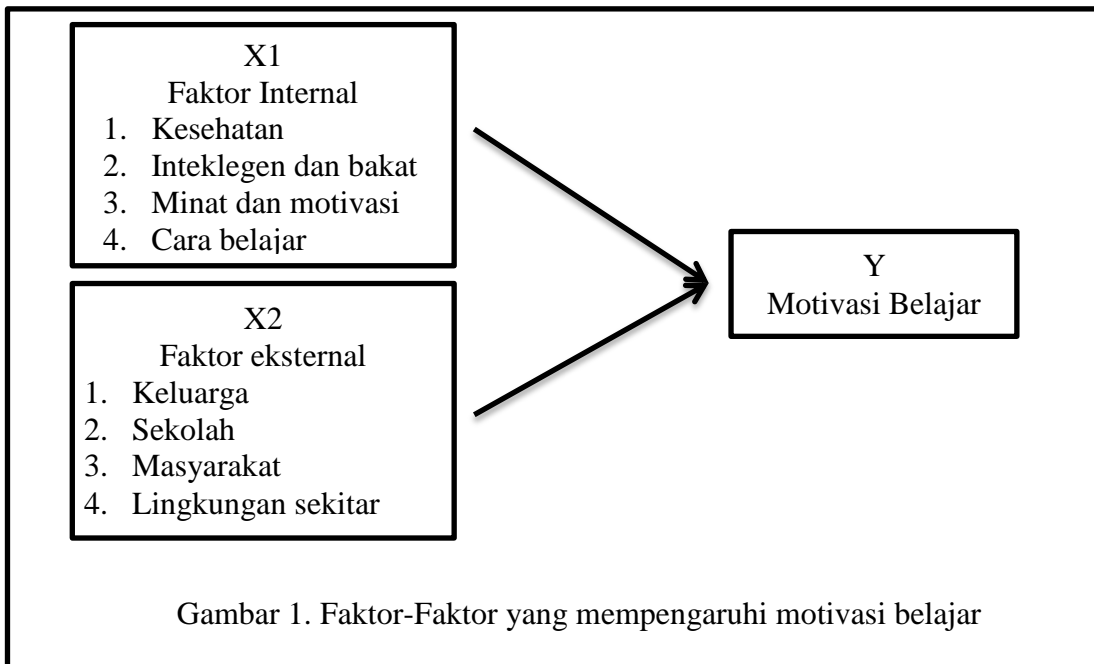 X1
Faktor Internal
1. Kesehatan
2. Inteklegen dan bakat
3. Minat dan motivasi
4. Cara belajar
X2
Faktor eksternal
1. Keluarga
2. Sekolah
3. Masyarakat
4. Lingkungan sekitar
Y
Motivasi Belajar
Gambar 1. Faktor-Faktor yang mempengaruhi motivasi belajar